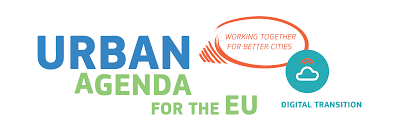 URBAN
AGENDA
FOR THE EU
WORKING TOGETHER
FOR BETTER CITIES
DIGITAL TRANSITION